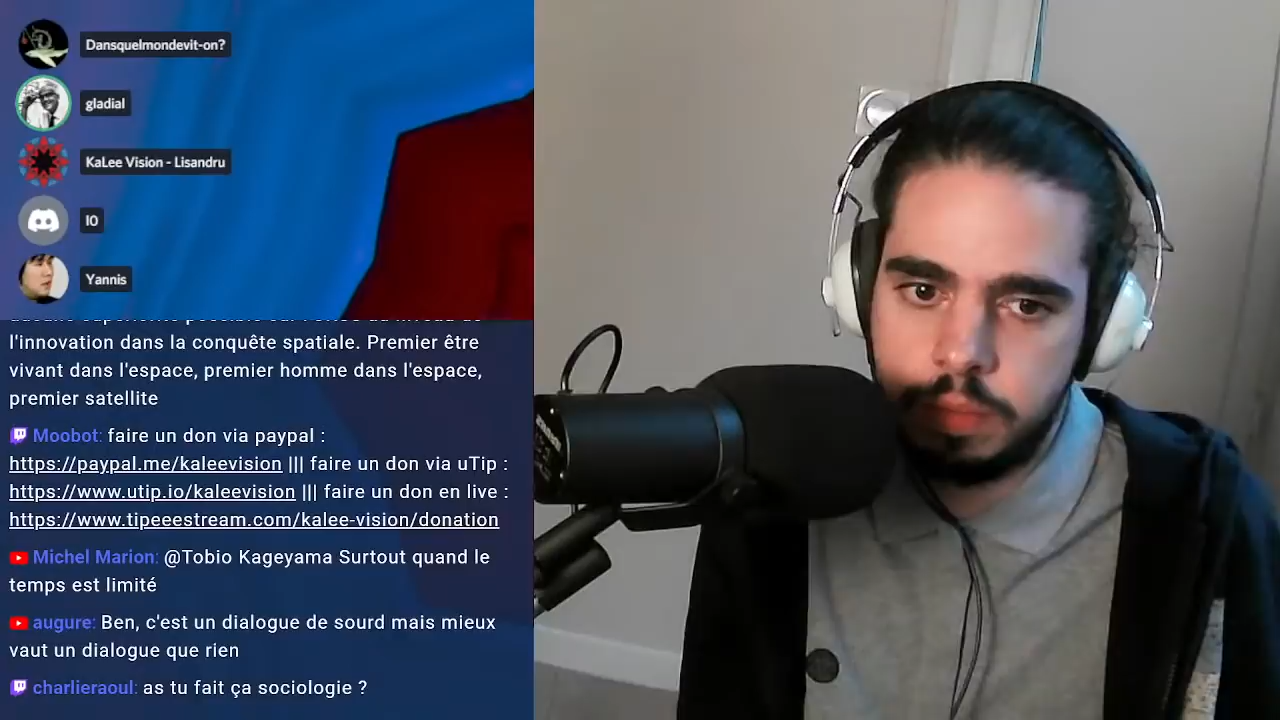 Dansquelmondevit-on?
gladial
KaLee Vision - Lisandru
IO
Yannis
l'innovation dans la conquête spatiale. Premier être
vivant dans l'espace, premier homme dans l'espace,
premier satellite
Moobot: faire un don via paypal :
https://paypal.me/kaleevision ||| faire un don via uTip :
https://www.utip.io/kaleevision ||| faire un don en live :
https://www.tipeeestream.com/kalee-vision/donation
Michel Marion: @Tobio Kageyama Surtout quand le
temps est limité
augure: Ben, c'est un dialogue de sourd mais mieux
vaut un dialogue que rien
charlieraoul: as tu fait ça sociologie ?